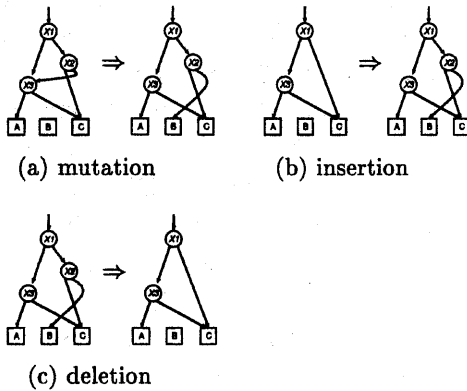 X1 X1 X1 X1
X2 X2 X2
X3 X3 X3 X3
A B C A B C A B C A B C
(a) mutation (b) insertion
X1 X1
X2
X3 X3
A B C A B C
(c) deletion